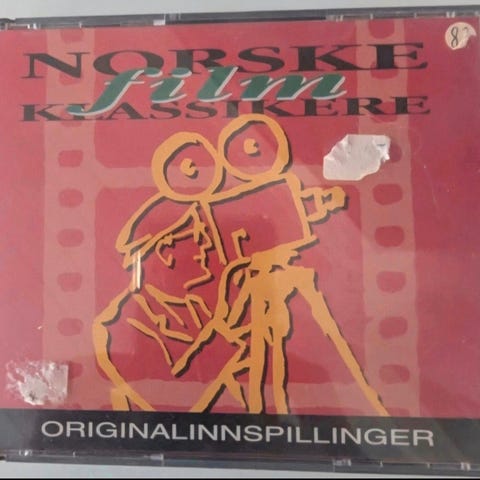 NORSKE
film
KLASSIKERE
ORIGINALINNSPILLINGER